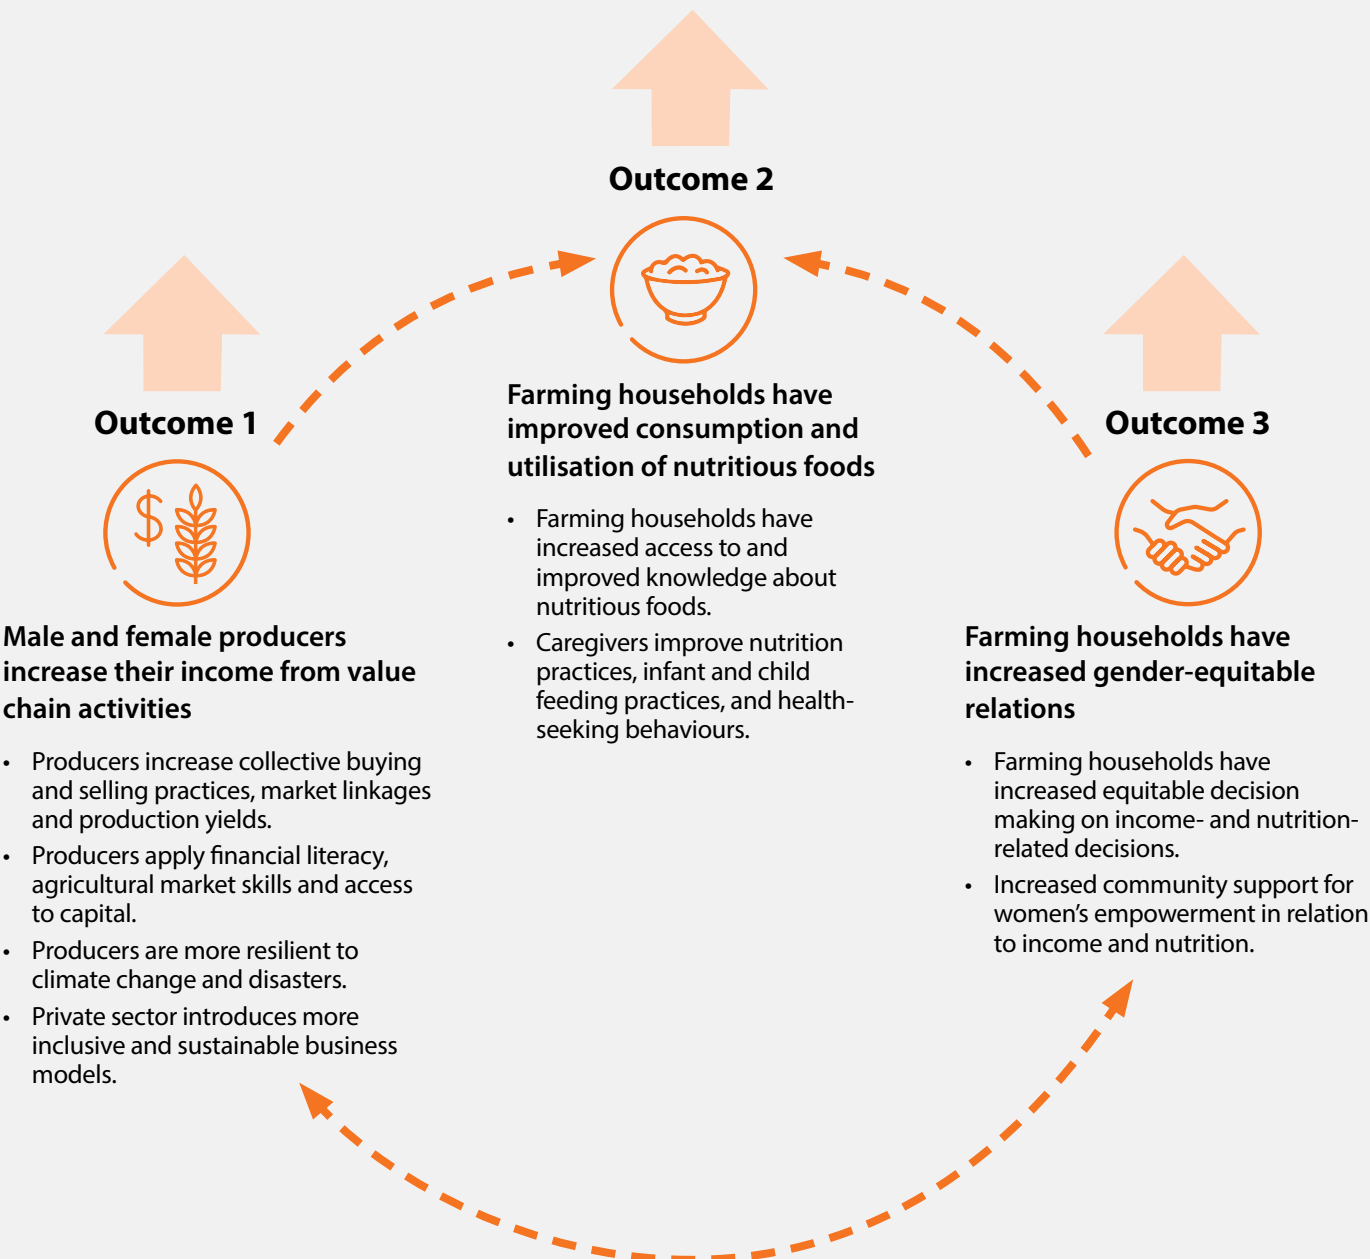 Outcome 2
Farming households have
improved consumption and
utilisation of nutritious foods
• Farming households have
increased access to and
improved knowledge about
nutritious foods.
• Caregivers improve nutrition
practices, infant and child
feeding practices, and health-
seeking behaviours.
Outcome 1
$
Male and female producers
increase their income from value
chain activities
• Producers increase collective buying
and selling practices, market linkages
and production yields.
• Producers apply financial literacy,
agricultural market skills and access
to capital.
• Producers are more resilient to
climate change and disasters.
• Private sector introduces more
inclusive and sustainable business
models.
Outcome 3
Farming households have
increased gender-equitable
relations
• Farming households have
increased equitable decision
making on income- and nutrition-
related decisions.
• Increased community support for
women’s empowerment in relation
to income and nutrition.